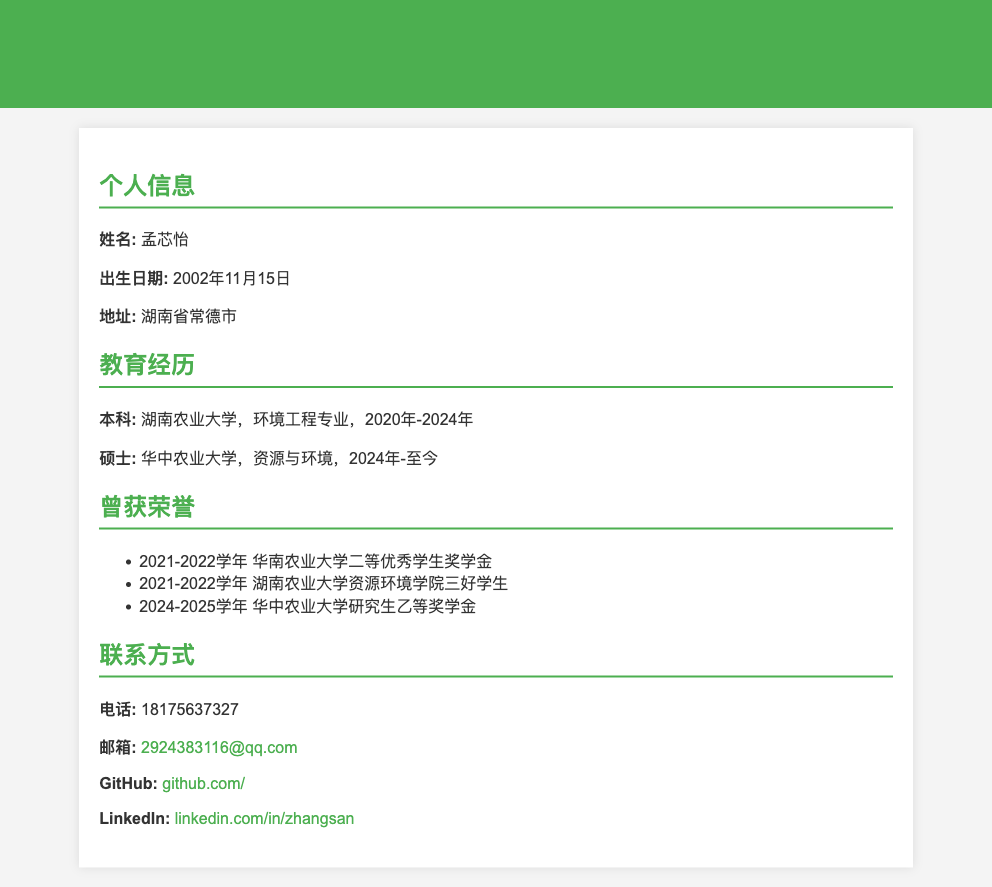 个人信息
姓名: 孟芯怡
出生日期: 2002年11月15日
地址: 湖南省常德市
教育经历
本科: 湖南农业大学，环境工程专业，2020年-2024年
硕士: 华中农业大学，资源与环境，2024年-至今
曾获荣誉
• 2021-2022学年 华南农业大学二等优秀学生奖学金
• 2021-2022学年 湖南农业大学资源环境学院三好学生
• 2024-2025学年 华中农业大学研究生乙等奖学金
联系方式
电话: 18175637327
邮箱: 2924383116@qq.com
GitHub: github.com/
LinkedIn: linkedin.com/in/zhangsan